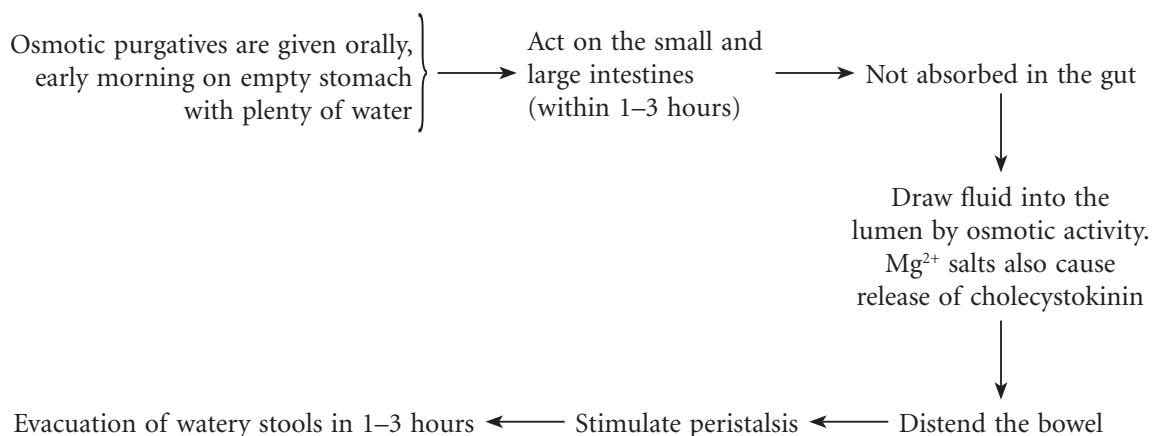 Osmotic purgatives are given orally,
early morning on empty stomach
with plenty of water
Act on the small and
large intestines
(within 1–3 hours)
Not absorbed in the gut
Draw fluid into the
lumen by osmotic activity.
Mg²⁺ salts also cause
release of cholecystokinin
Distend the bowel
Stimulate peristalsis
Evacuation of watery stools in 1–3 hours